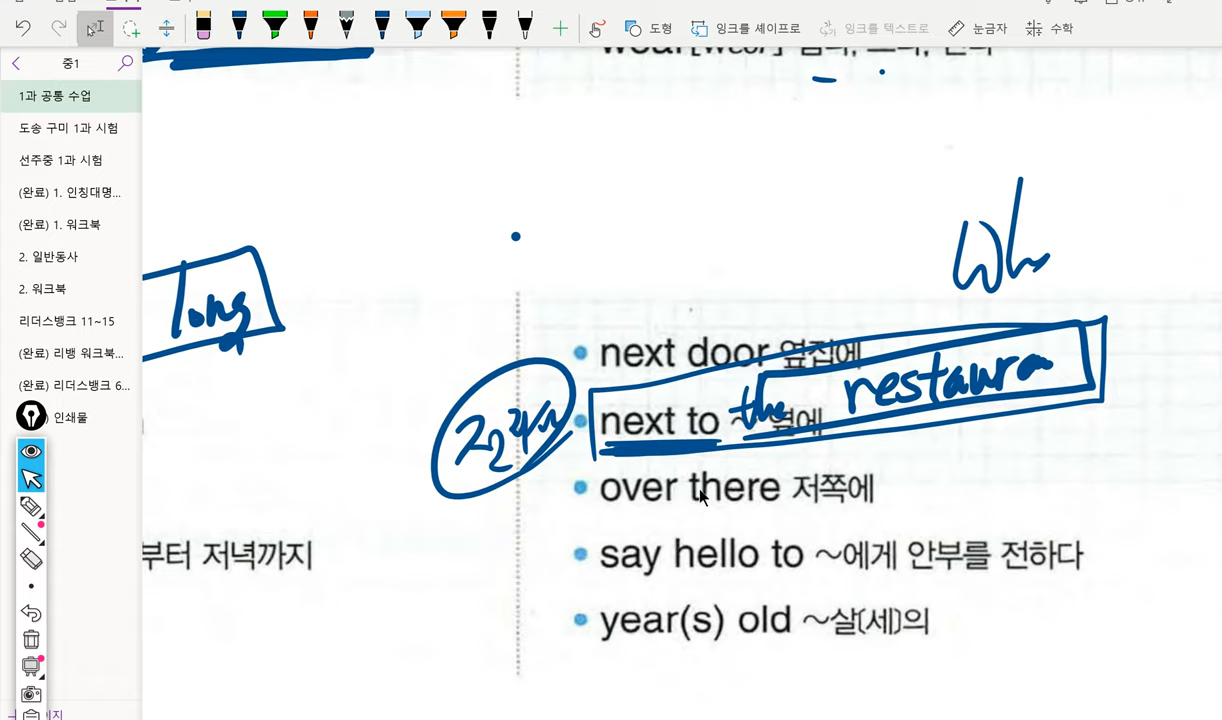 도형
잉크를 셰이프로
잉크를 텍스트로
눈금자
수학
중1
1과 공통 수업
도송 구미 1과 시험
선주중 1과 시험
(완료) 1. 인칭대명...
(완료) 1. 워크북
2. 일반동사
2. 워크북
리더스뱅크 11~15
(완료) 리뱅 워크북...
(완료) 리더스뱅크 6...
인쇄물
long
Wh
next door 옆집에
the restaura
next to ~ 옆에
over there 저쪽에
부터 저녁까지
say hello to ~에게 안부를 전하다
year(s) old ~살(세)의